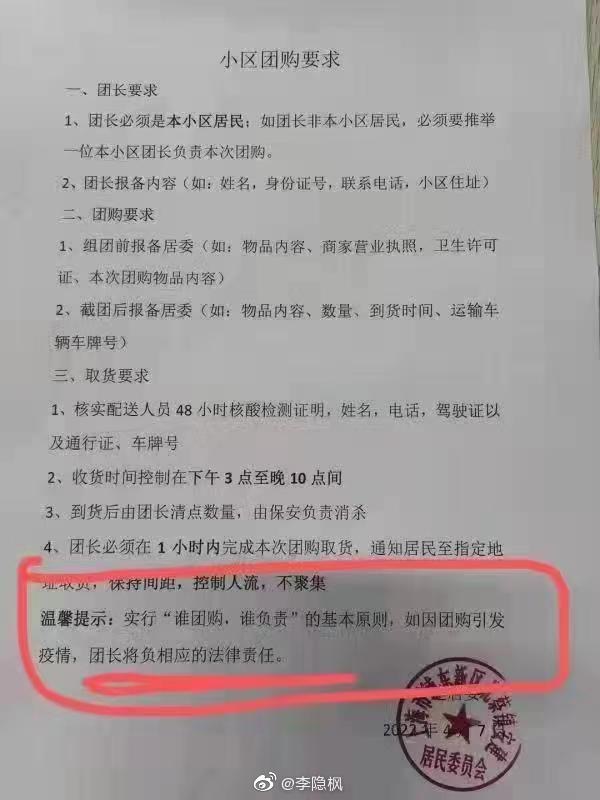 小区团购要求
一、团长要求
1、团长必须是本小区居民；如团长非本小区居民，必须要推举
一位本小区团长负责本次团购。
2、团长报备内容（如：姓名，身份证号，联系电话，小区住址）
二、团购要求
1、组团前报备居委（如：物品内容、商家营业执照，卫生许可
证、本次团购物品内容）
2、截团后报备居委（如：物品内容、数量、到货时间、运输车
辆车牌号）
三、取货要求
1、核实配送人员48小时核酸检测证明，姓名，电话，驾驶证以
及通行证、车牌号
2、收货时间控制在下午3点至晚10点间
3、到货后由团长清点数量，由保安负责消杀
4、团长必须在1小时内完成本次团购取货，通知居民至指定地
址取货，保持间距，控制人流，不聚集
温馨提示：实行“谁团购，谁负责”的基本原则，如因团购引发
疫情，团长将负相应的法律责任。
居委
2022年4月7
上海市浦东新区北蔡镇
居民委员会
@李隐枫